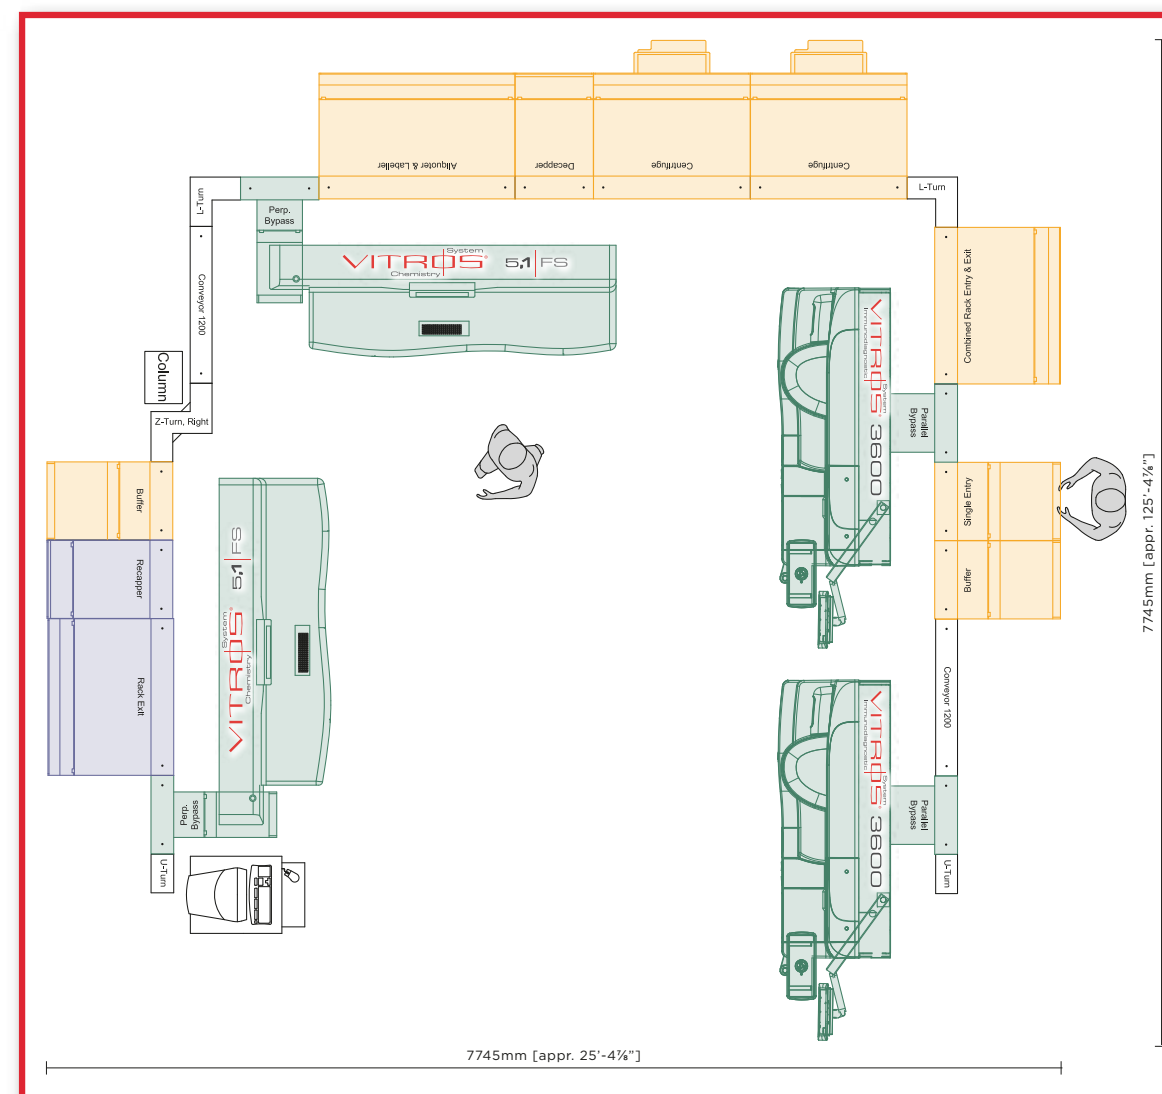 Aliquoter & Labeller
Decapper
Centrifuge
Centrifuge
L-Turn
L-Turn
Perp.
Bypass
VITROS® System
Chemistry
5,1 FS
Conveyor 1200
Column
Z-Turn, Right
Buffer
Recapper
Rack Exit
VITROS® System
Chemistry
5,1 FS
Perp.
Bypass
U-Turn
Combined Rack Entry & Exit
VITROS® System
Immunodiagnostic
3600
Parallel
Bypass
Single Entry
Buffer
Conveyor 1200
VITROS® System
Immunodiagnostic
3600
Parallel
Bypass
U-Turn
7745mm [appr. 125'-4⅞"]
7745mm [appr. 25'-4⅞"]